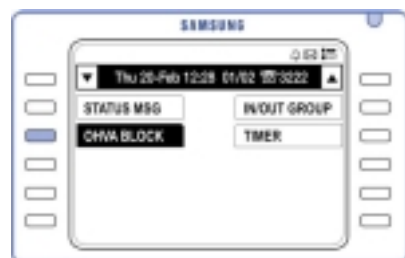 SAMSUNG
Thu 20-Feb 12:28 01/02 ☏3222
STATUS MSG
IN/OUT GROUP
OHVA BLOCK
TIMER